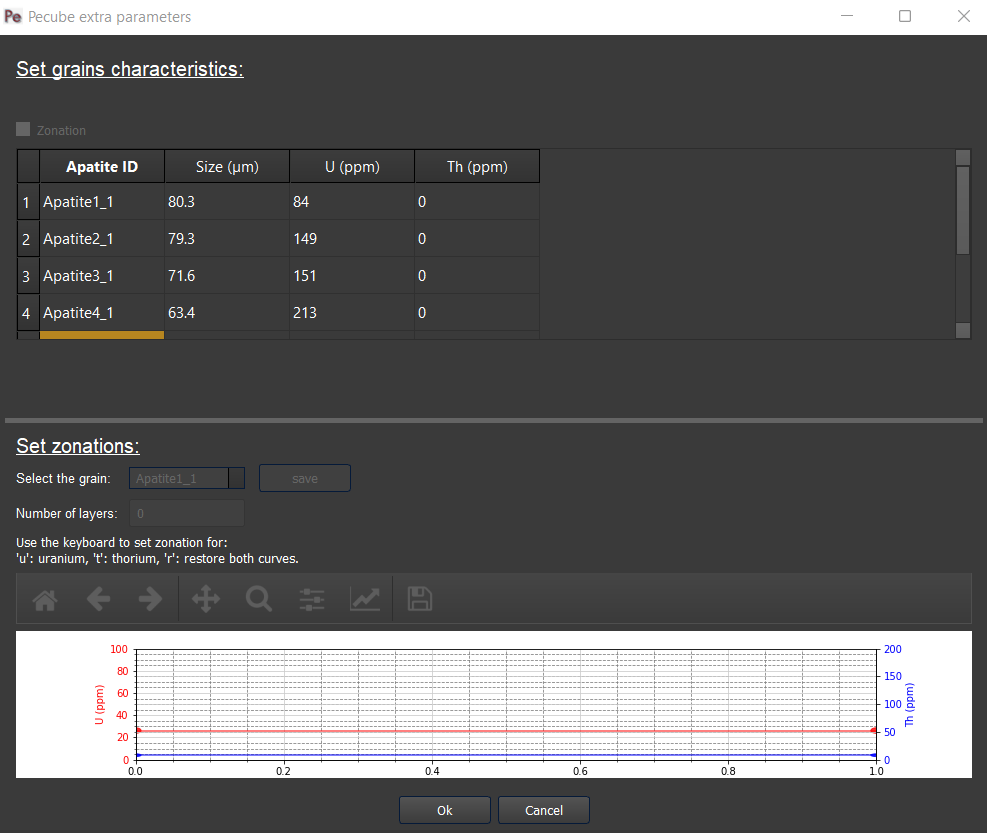 Pe Pecube extra parameters
Set grains characteristics:
Zonation
Apatite ID Size (µm) U (ppm) Th (ppm)
1 Apatite1_1 80.3 84 0
2 Apatite2_1 79.3 149 0
3 Apatite3_1 71.6 151 0
4 Apatite4_1 63.4 213 0
Set zonations:
Select the grain: Apatite1_1 save
Number of layers: 0
Use the keyboard to set zonation for:
'u': uranium, 't': thorium, 'r': restore both curves.
100 200
80 150
60
U (ppm) Th (ppm)
100
40
50
20
0 0
0.0 0.2 0.4 0.6 0.8 1.0
Ok Cancel